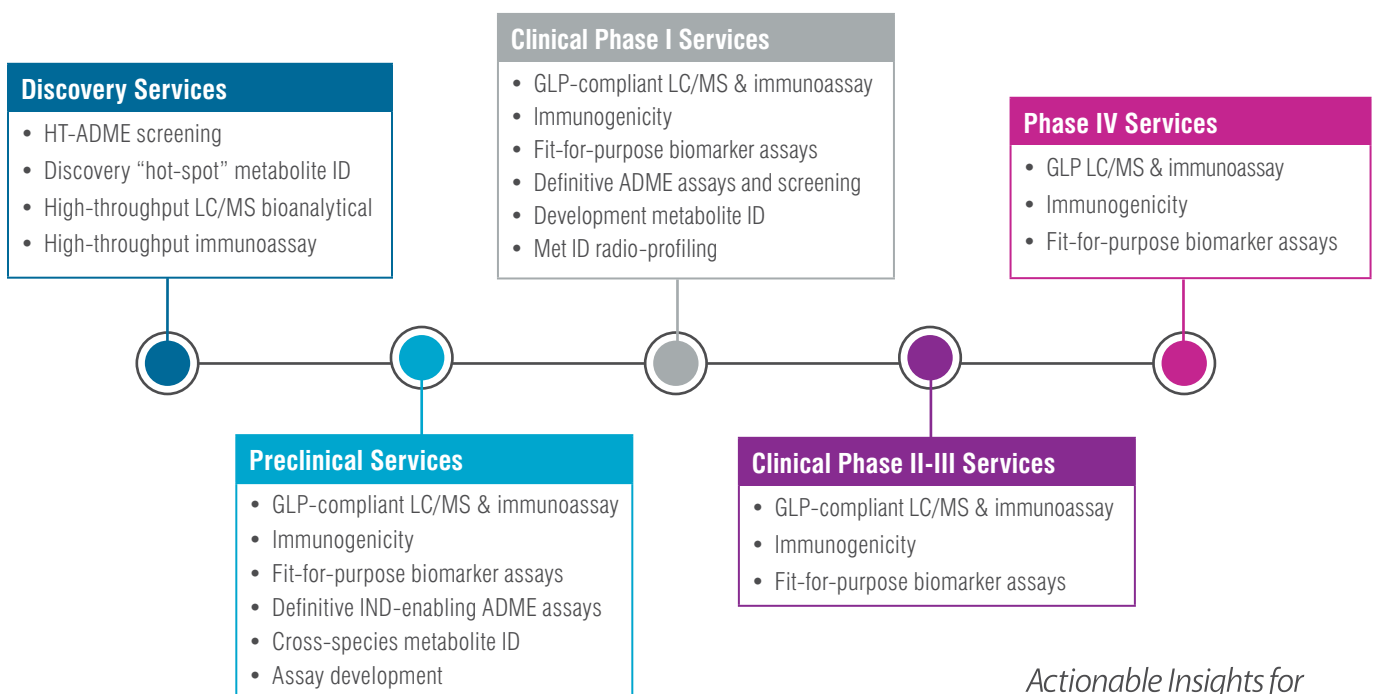 Discovery Services
• HT-ADME screening
• Discovery “hot-spot” metabolite ID
• High-throughput LC/MS bioanalytical
• High-throughput immunoassay
Clinical Phase I Services
• GLP-compliant LC/MS & immunoassay
• Immunogenicity
• Fit-for-purpose biomarker assays
• Definitive ADME assays and screening
• Development metabolite ID
• Met ID radio-profiling
Phase IV Services
• GLP LC/MS & immunoassay
• Immunogenicity
• Fit-for-purpose biomarker assays
Preclinical Services
• GLP-compliant LC/MS & immunoassay
• Immunogenicity
• Fit-for-purpose biomarker assays
• Definitive IND-enabling ADME assays
• Cross-species metabolite ID
• Assay development
Clinical Phase II-III Services
• GLP-compliant LC/MS & immunoassay
• Immunogenicity
• Fit-for-purpose biomarker assays
Actionable Insights for